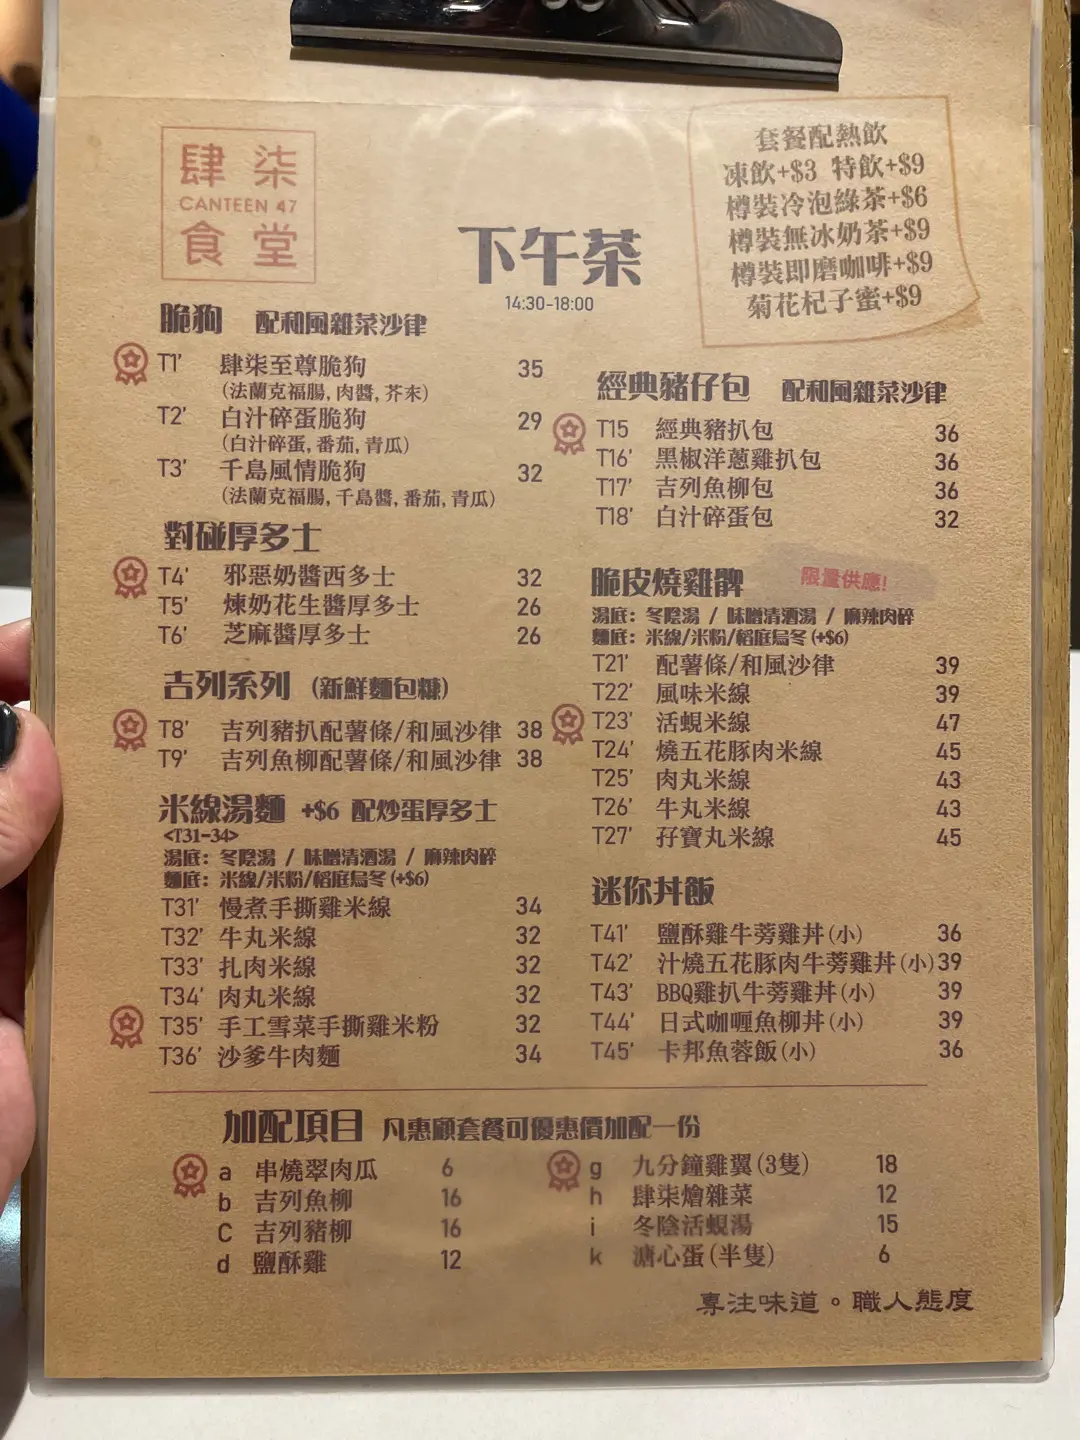 肆柒
CANTEEN 47
食堂
下午茶
14:30-18:00
套餐配熱飲
凍飲+$3 特飲+$9
樽裝冷泡綠茶+$6
樽裝無冰奶茶+$9
樽裝即磨咖啡+$9
菊花杞子蜜+$9
脆狗 配和風雜菜沙律
T1' 肆柒至尊脆狗 35
(法蘭克福腸, 肉醬, 芥末)
T2' 白汁碎蛋脆狗 29
(白汁碎蛋, 番茄, 青瓜)
T3' 千島風情脆狗 32
(法蘭克福腸, 千島醬, 番茄, 青瓜)
對碰厚多士
T4' 邪惡奶醬西多士 32
T5' 煉奶花生醬厚多士 26
T6' 芝麻醬厚多士 26
吉列系列 (新鮮麵包糠)
T8' 吉列豬扒配薯條/和風沙律 38
T9' 吉列魚柳配薯條/和風沙律 38
米線湯麵 +$6 配炒蛋厚多士
<T31-34>
湯底: 冬陰湯 / 味噌清酒湯 / 麻辣肉碎
麵底: 米線/米粉/稻庭烏冬(+$6)
T31' 慢煮手撕雞米線 34
T32' 牛丸米線 32
T33' 扎肉米線 32
T34' 肉丸米線 32
T35' 手工雪菜手撕雞米粉 32
T36' 沙爹牛肉麵 34
經典豬仔包 配和風雜菜沙律
T15 經典豬扒包 36
T16' 黑椒洋蔥雞扒包 36
T17' 吉列魚柳包 36
T18' 白汁碎蛋包 32
脆皮燒雞髀 限量供應!
湯底: 冬陰湯 / 味噌清酒湯 / 麻辣肉碎
麵底: 米線/米粉/稻庭烏冬(+$6)
T21' 配薯條/和風沙律 39
T22' 風味米線 39
T23' 活蜆米線 47
T24' 燒五花豚肉米線 45
T25' 肉丸米線 43
T26' 牛丸米線 43
T27' 孖寶丸米線 45
迷你丼飯
T41' 鹽酥雞牛蒡雞丼(小) 36
T42' 汁燒五花豚肉牛蒡雞丼(小) 39
T43' BBQ雞扒牛蒡雞丼(小) 39
T44' 日式咖喱魚柳丼(小) 39
T45' 卡邦魚蓉飯(小) 36
加配項目 凡惠顧套餐可優惠價加配一份
a 串燒翠肉瓜 6
b 吉列魚柳 16
C 吉列豬柳 16
d 鹽酥雞 12
g 九分鐘雞翼(3隻) 18
h 肆柒燴雜菜 12
i 冬陰活蜆湯 15
k 溏心蛋(半隻) 6
專注味道。職人態度